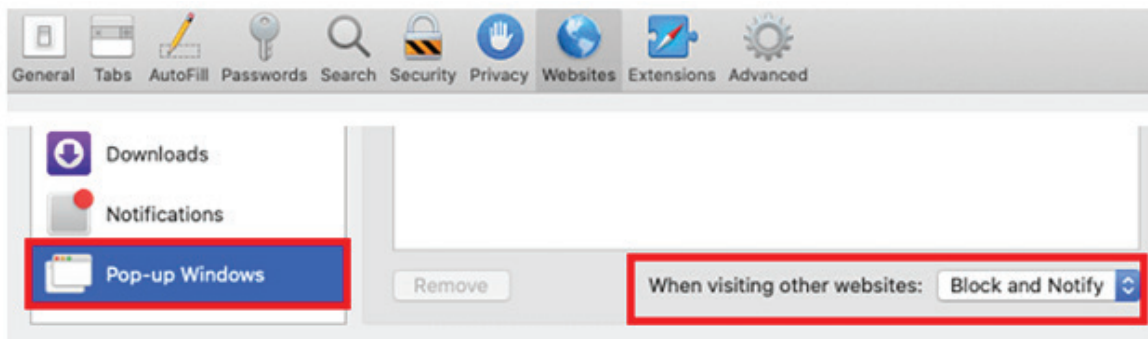 General Tabs AutoFill Passwords Search Security Privacy Websites Extensions Advanced
Downloads
Notifications
Pop-up Windows
Remove
When visiting other websites: Block and Notify